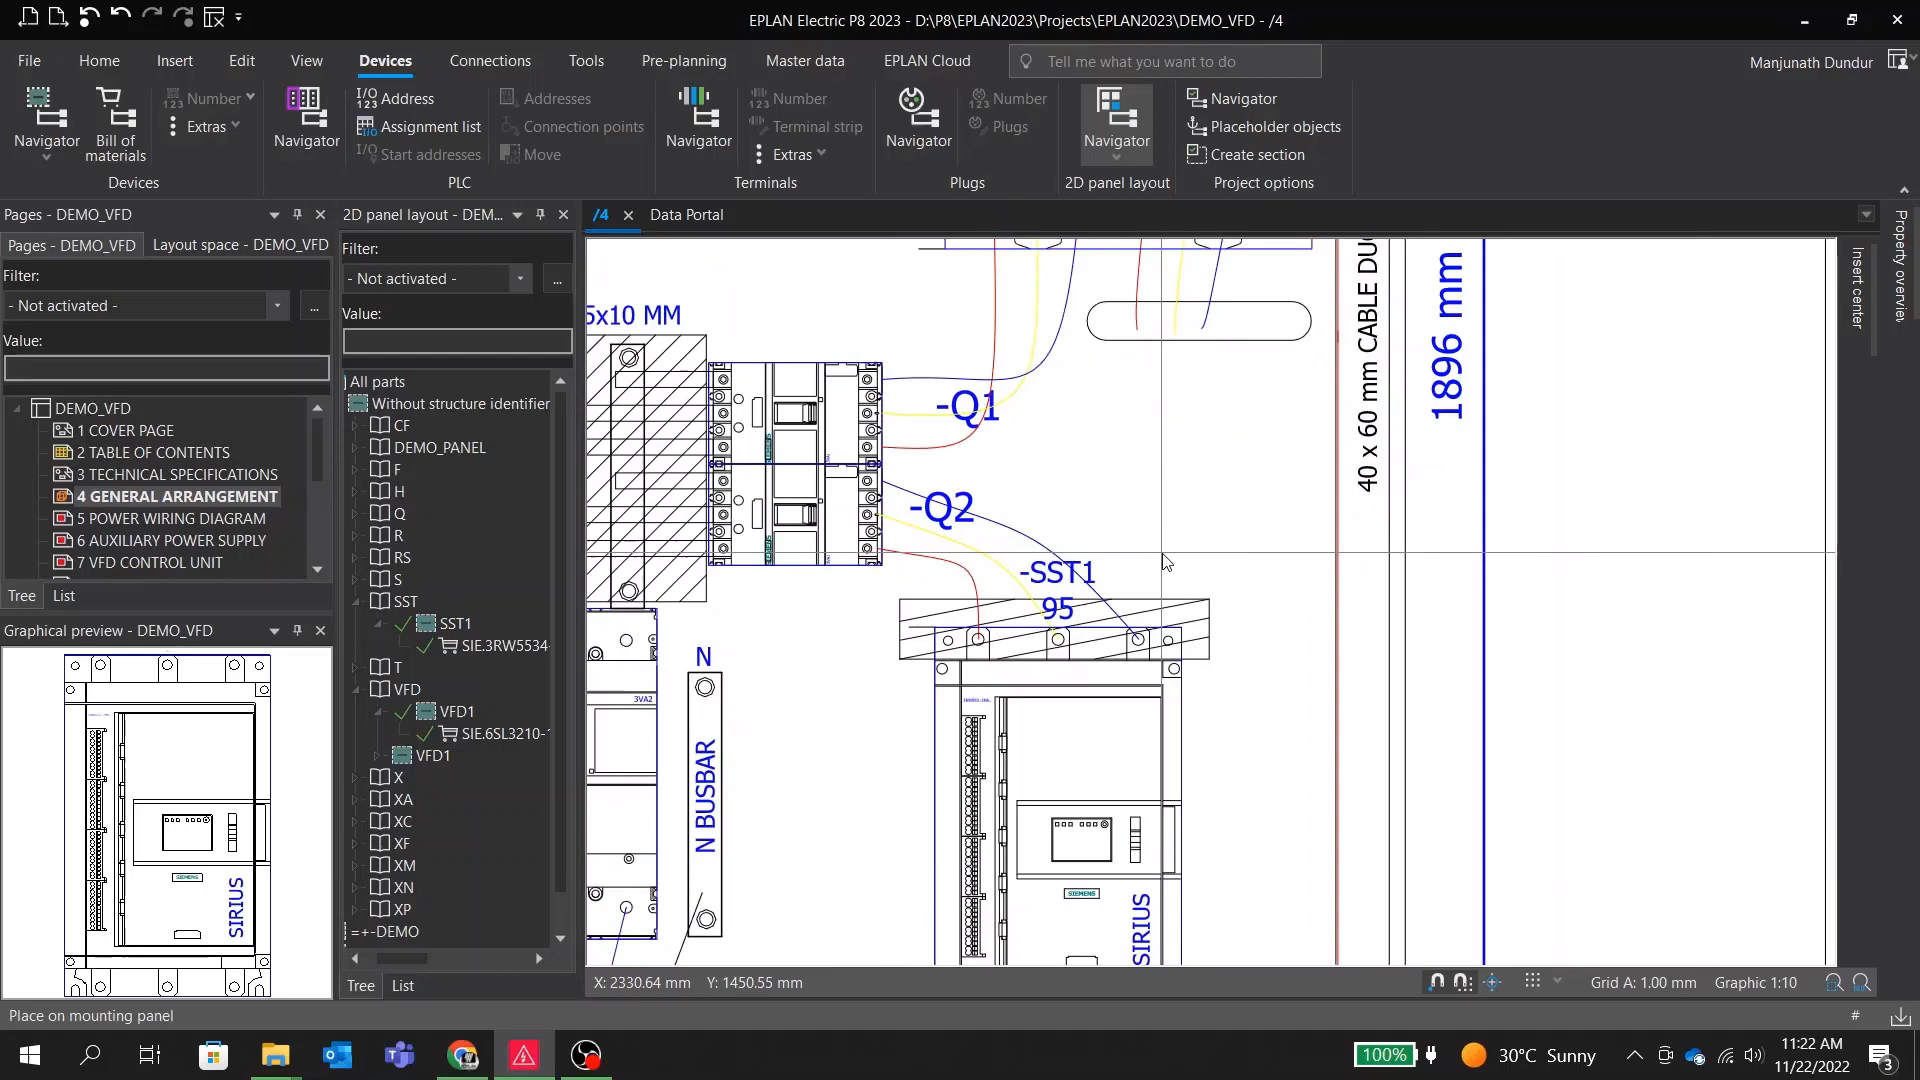 EPLAN Electric P8 2023 - D:\P8\EPLAN2023\Projects\EPLAN2023\DEMO_VFD - /4
File
Home
Insert
Edit
View
Devices
Connections
Tools
Pre-planning
Master data
EPLAN Cloud
Tell me what you want to do
Manjunath Dundur
Navigator
Bill of
materials
Number
Extras
Devices
Navigator
Address
Assignment list
Start addresses
Addresses
Connection points
Move
PLC
Navigator
Number
Terminal strip
Extras
Terminals
Navigator
Number
Plugs
Plugs
Navigator
2D panel layout
Navigator
Placeholder objects
Create section
Project options
Pages - DEMO_VFD
Pages - DEMO_VFD
Layout space - DEMO_VFD
Filter:
- Not activated -
...
Value:
DEMO_VFD
1 COVER PAGE
2 TABLE OF CONTENTS
3 TECHNICAL SPECIFICATIONS
4 GENERAL ARRANGEMENT
5 POWER WIRING DIAGRAM
6 AUXILIARY POWER SUPPLY
7 VFD CONTROL UNIT
Tree
List
Graphical preview - DEMO_VFD
SIEMENS
SIRIUS
2D panel layout - DEM...
Filter:
- Not activated -
...
Value:
All parts
Without structure identifier
CF
DEMO_PANEL
F
H
Q
R
RS
S
SST
SST1
SIE.3RW5534-
T
VFD
VFD1
SIE.6SL3210-1
VFD1
X
XA
XC
XF
XM
XN
XP
=+-DEMO
Tree
List
/4
Data Portal
5x10 MM
-Q1
-Q2
-SST1
95
N
N BUSBAR
3VA2
SIEMENS
SIRIUS
40 x 60 mm CABLE DUC
1896 mm
Property overview
Insert center
X: 2330.64 mm
Y: 1450.55 mm
Grid A: 1.00 mm
Graphic 1:10
Place on mounting panel
#
100%
30°C Sunny
11:22 AM
11/22/2022
3